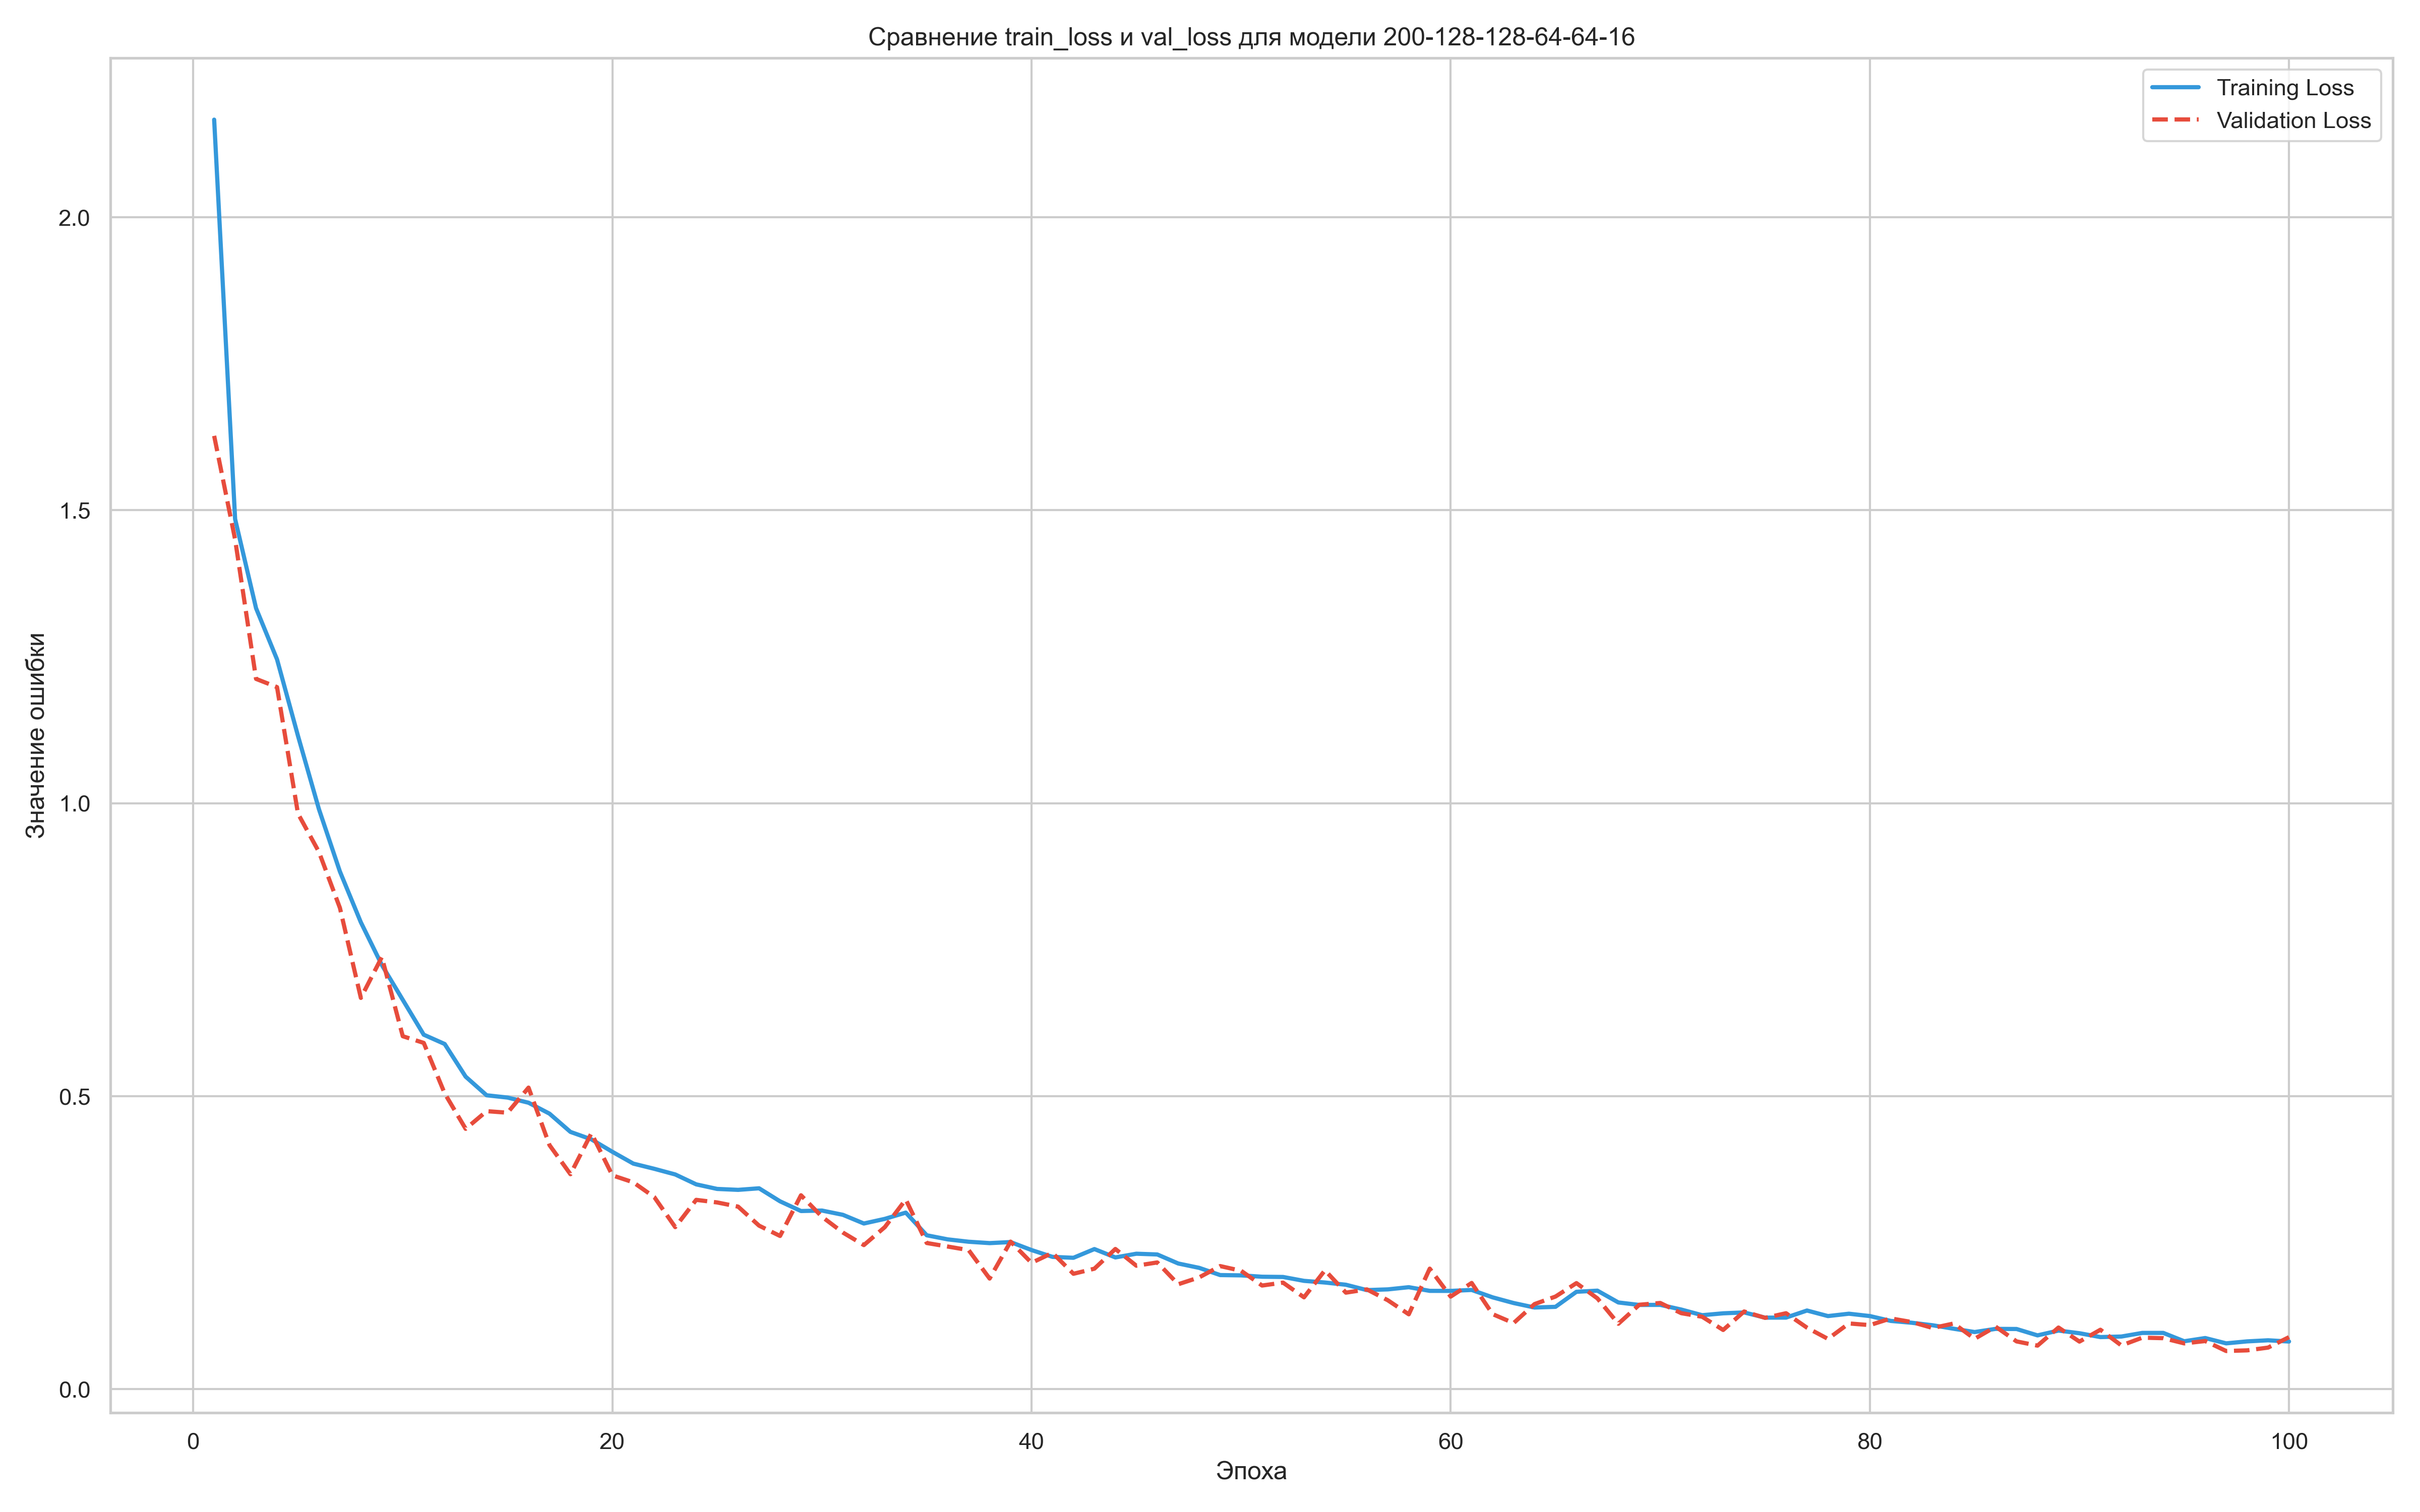 Сравнение train_loss и val_loss для модели 200-128-128-64-64-16
Training Loss
Validation Loss
Значение ошибки
2.0
1.5
1.0
0.5
0.0
0 20 40 60 80 100
Эпоха